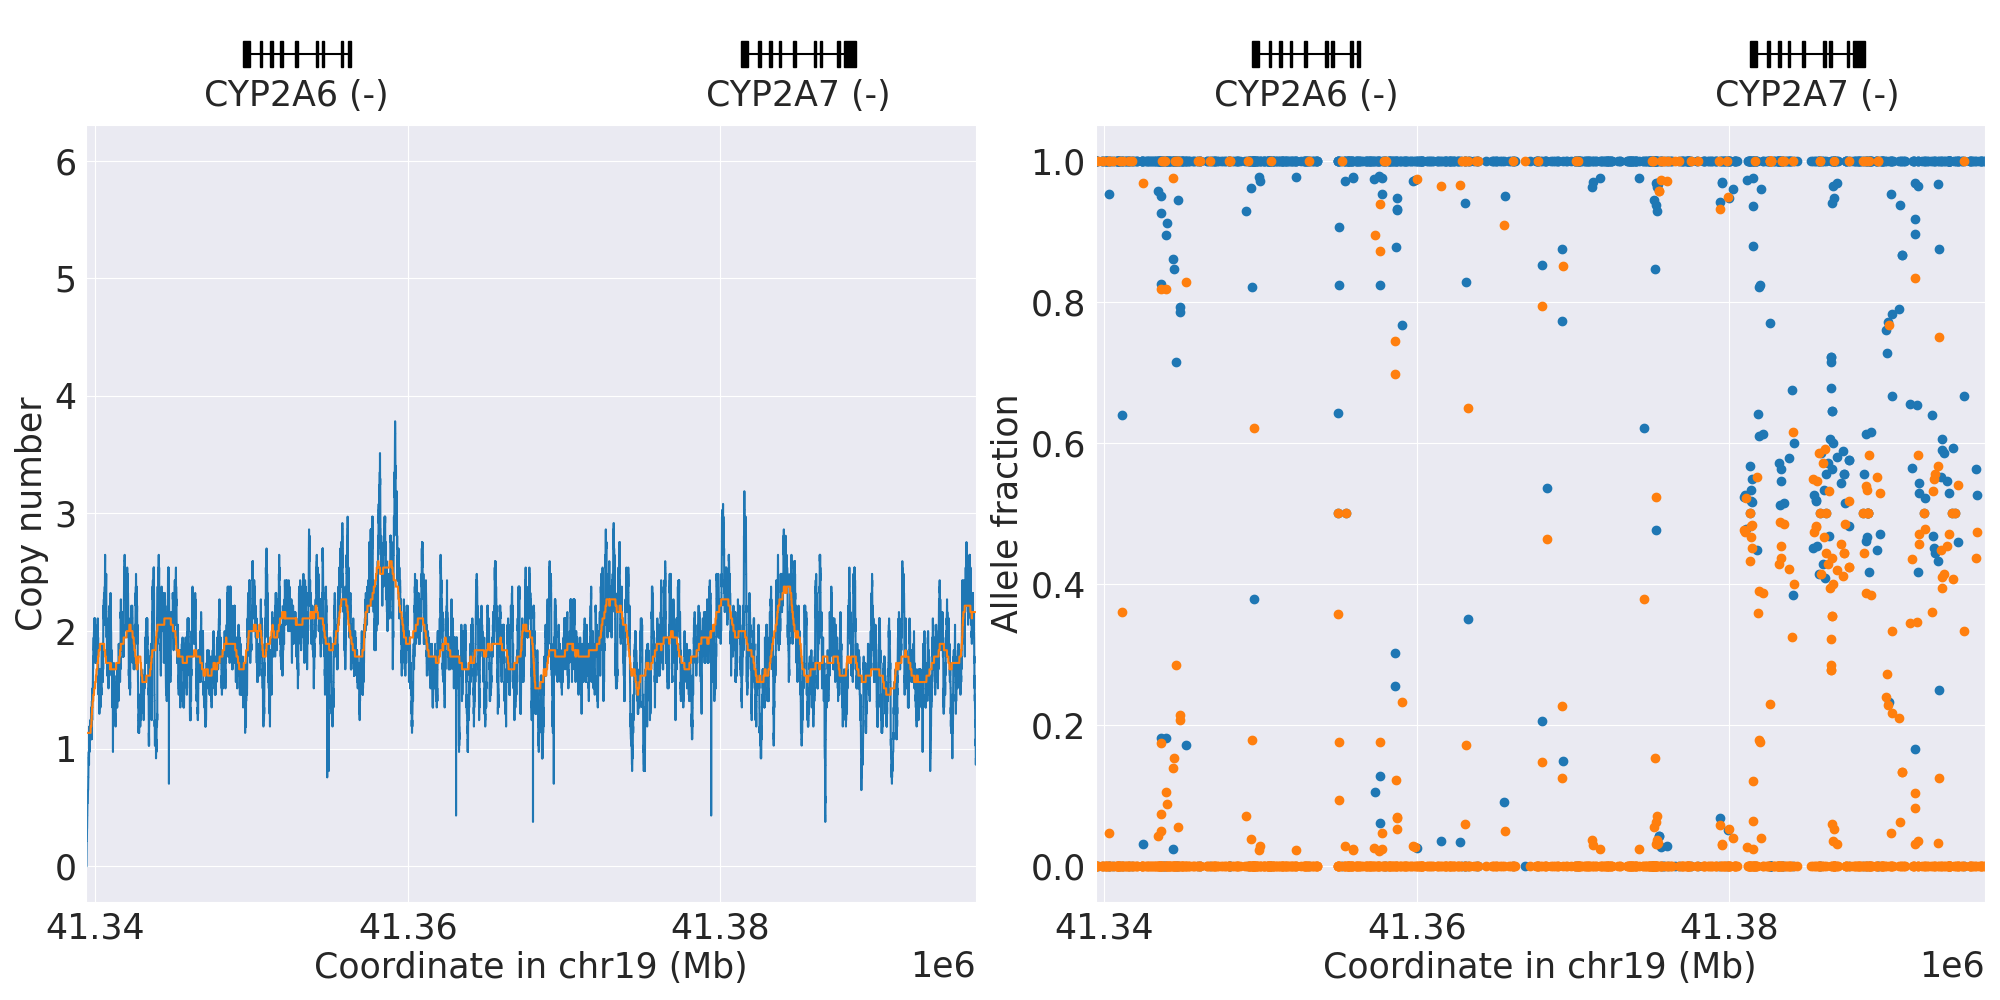 CYP2A6 (-)
CYP2A7 (-)
6
5
4
3
2
1
0
Copy number
41.34
41.36
41.38
Coordinate in chr19 (Mb)
1e6
CYP2A6 (-)
CYP2A7 (-)
1.0
0.8
0.6
0.4
0.2
0.0
Allele fraction
41.34
41.36
41.38
Coordinate in chr19 (Mb)
1e6